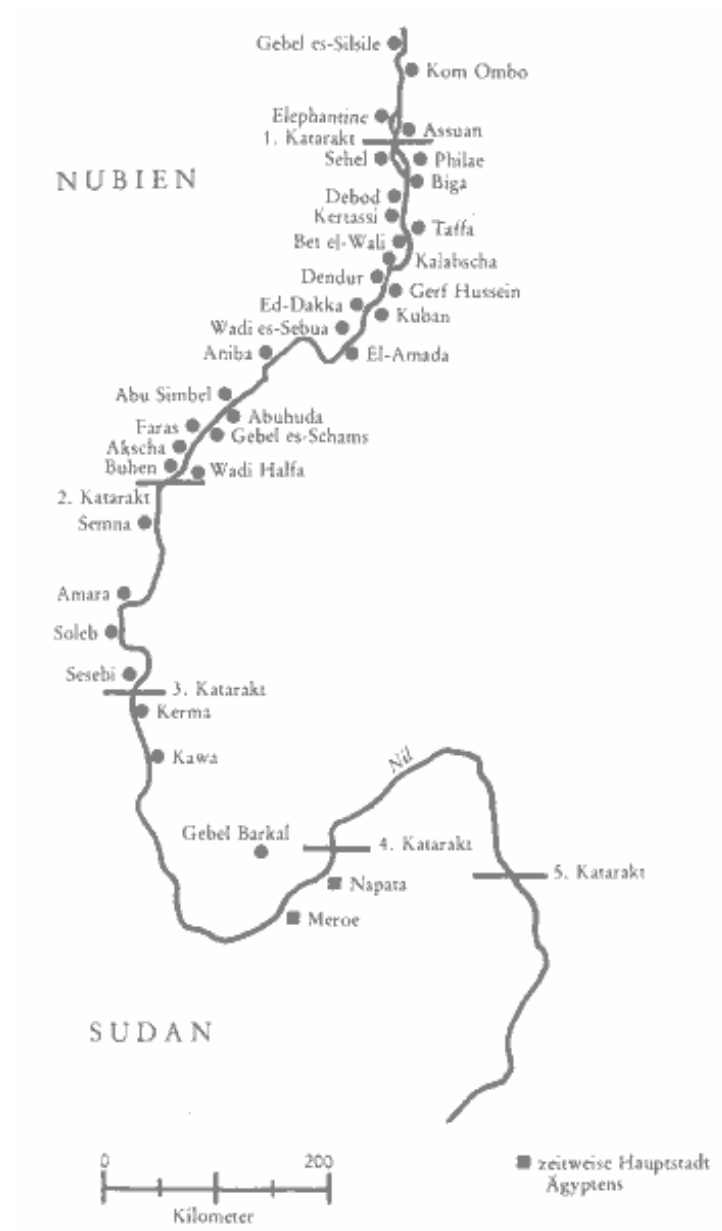 Gebel es-Silsile
Kom Ombo
Elephantine
Assuan
1. Katarakt
Sehel
Philae
NUBIEN
Biga
Debod
Kertassi
Taffa
Bet el-Wali
Kalabscha
Dendur
Gerf Hussein
Ed-Dakka
Kuban
Wadi es-Sebua
Aniba
El-Amada
Abu Simbel
Abuhuda
Faras
Gebel es-Schams
Akscha
Buhen
Wadi Halfa
2. Katarakt
Semna
Amara
Soleb
Sesebi
3. Katarakt
Kerma
Kawa
Nil
Gebel Barkal
4. Katarakt
5. Katarakt
Napata
Meroe
SUDAN
0 200
Kilometer
zeitweise Hauptstadt
Ägyptens